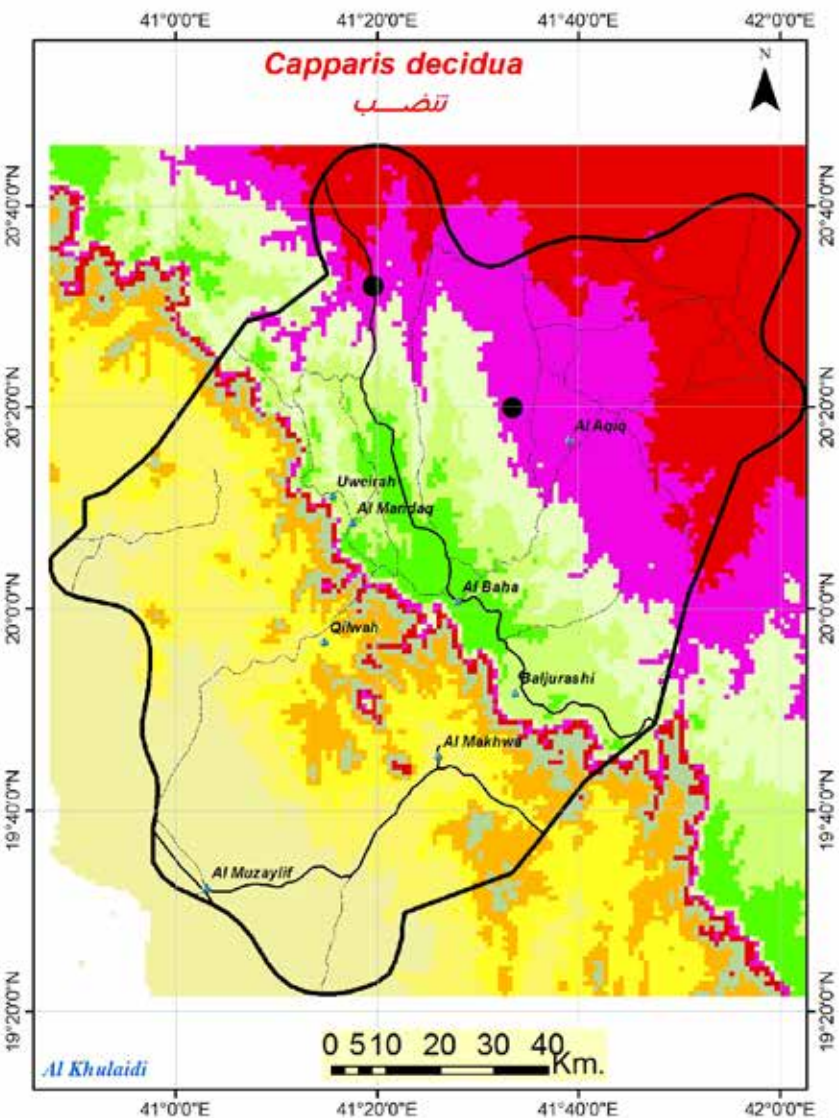 41°0'0"E 41°20'0"E 41°40'0"E 42°0'0"E
Capparis decidua
تنضـــب
N
20°40'0"N 20°40'0"N
20°20'0"N 20°20'0"N
Al Aqiq
Uweirah
Al Mandaq
Al Baha
20°0'0"N 20°0'0"N
Qilwah
Baljurashi
Al Makhwa
19°40'0"N 19°40'0"N
Al Muzaylif
19°20'0"N 19°20'0"N
0 5 10 20 30 40 Km.
Al Khulaidi
41°0'0"E 41°20'0"E 41°40'0"E 42°0'0"E